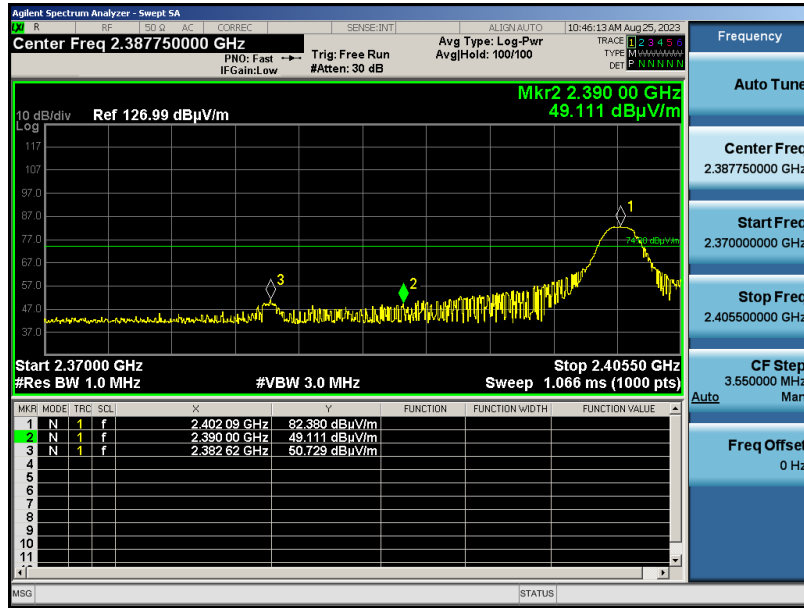 Agilent Spectrum Analyzer - Swept SA
LXI R RF 50 Ω AC CORREC SENSE:INT ALIGN AUTO 10:46:13 AM Aug 25, 2023
Center Freq 2.387750000 GHz
PNO: Fast
IFGain:Low
Trig: Free Run
#Atten: 30 dB
Avg Type: Log-Pwr
Avg|Hold: 100/100
TRACE 1 2 3 4 5 6
TYPE M
DET P N N N N N
Mkr2 2.390 00 GHz
49.111 dBµV/m
10 dB/div Ref 126.99 dBµV/m
Log
117
107
97.0
87.0
77.0
67.0
57.0
47.0
37.0
1
74.00 dBµV/m
3
2
Start 2.37000 GHz Stop 2.40550 GHz
#Res BW 1.0 MHz #VBW 3.0 MHz Sweep 1.066 ms (1000 pts)
MKR MODE TRC SCL X Y FUNCTION FUNCTION WIDTH FUNCTION VALUE
1 N 1 f 2.402 09 GHz 82.380 dBµV/m
2 N 1 f 2.390 00 GHz 49.111 dBµV/m
3 N 1 f 2.382 62 GHz 50.729 dBµV/m
4
5
6
7
8
9
10
11
MSG STATUS
Frequency
Auto Tune
Center Freq
2.387750000 GHz
Start Freq
2.370000000 GHz
Stop Freq
2.405500000 GHz
CF Step
3.550000 MHz
Auto Man
Freq Offset
0 Hz